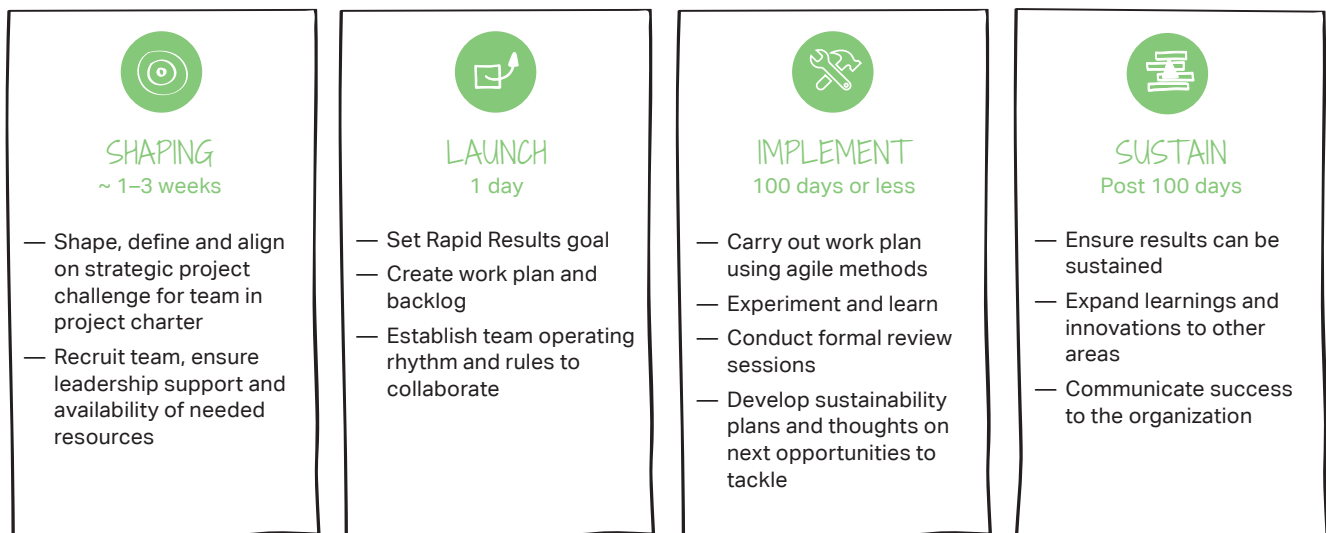 SHAPING
~ 1–3 weeks
— Shape, define and align
on strategic project
challenge for team in
project charter
— Recruit team, ensure
leadership support and
availability of needed
resources
LAUNCH
1 day
— Set Rapid Results goal
— Create work plan and
backlog
— Establish team operating
rhythm and rules to
collaborate
IMPLEMENT
100 days or less
— Carry out work plan
using agile methods
— Experiment and learn
— Conduct formal review
sessions
— Develop sustainability
plans and thoughts on
next opportunities to
tackle
SUSTAIN
Post 100 days
— Ensure results can be
sustained
— Expand learnings and
innovations to other
areas
— Communicate success
to the organization